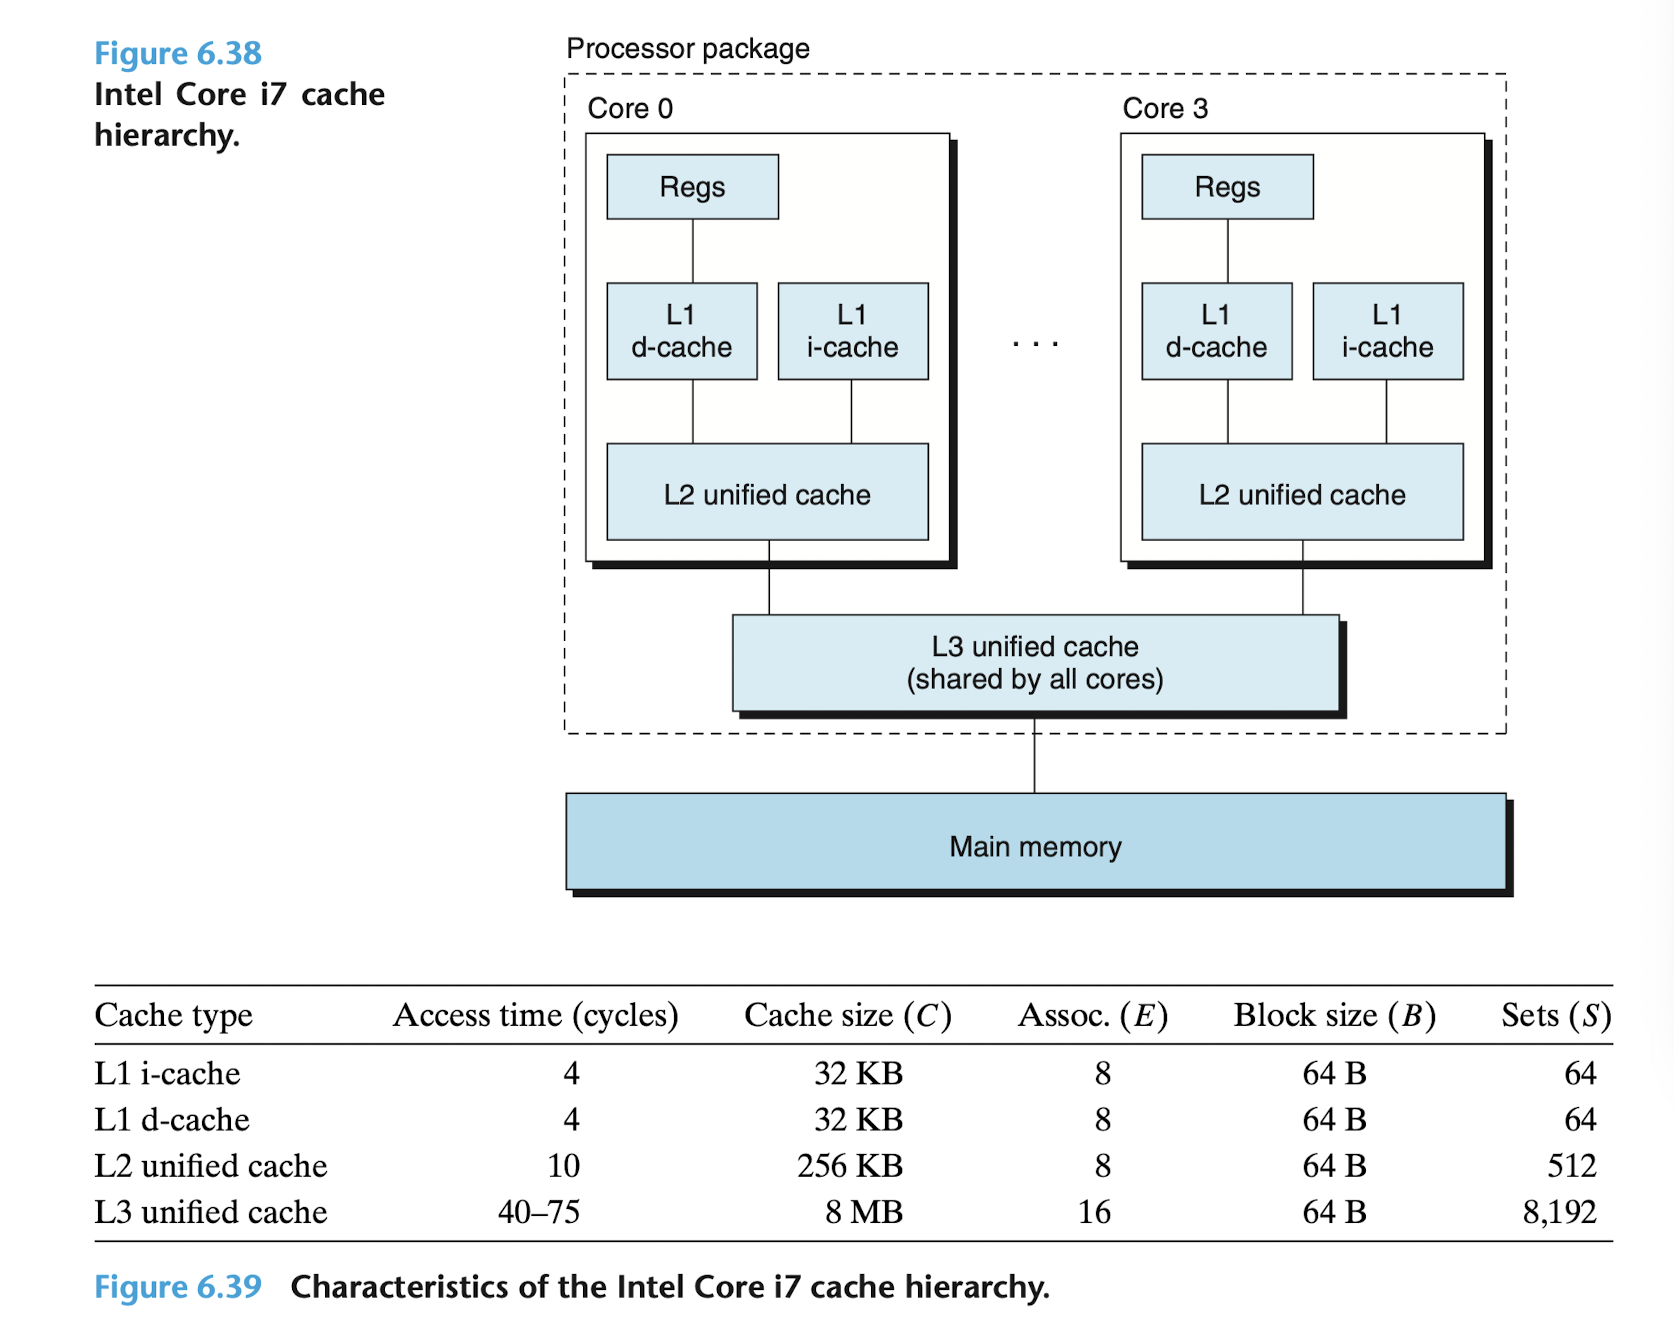 Figure 6.38
Intel Core i7 cache
hierarchy.
Processor package
Core 0
Core 3
Regs
Regs
L1
d-cache
L1
i-cache
. . .
L1
d-cache
L1
i-cache
L2 unified cache
L2 unified cache
L3 unified cache
(shared by all cores)
Main memory
Cache type Access time (cycles) Cache size (C) Assoc. (E) Block size (B) Sets (S)
L1 i-cache 4 32 KB 8 64 B 64
L1 d-cache 4 32 KB 8 64 B 64
L2 unified cache 10 256 KB 8 64 B 512
L3 unified cache 40–75 8 MB 16 64 B 8,192
Figure 6.39 Characteristics of the Intel Core i7 cache hierarchy.